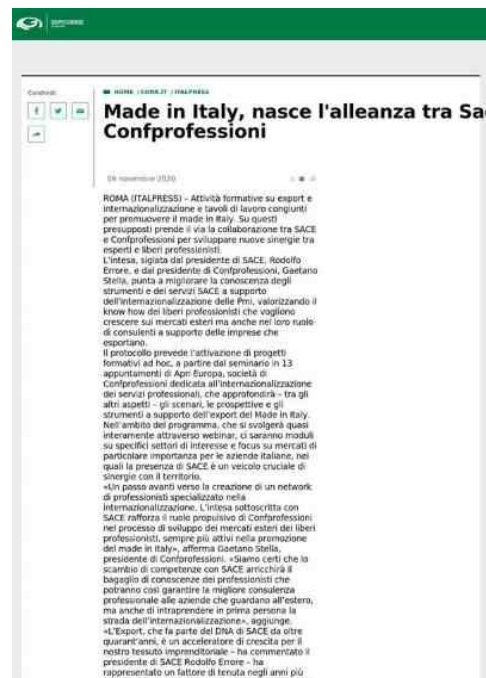 Condividi:
HOME / CORR.IT / ITALPRESS
Made in Italy, nasce l'alleanza tra Sa
Confprofessioni
06 novembre 2020
ROMA (ITALPRESS) – Attività formative su export e
internazionalizzazione e tavoli di lavoro congiunti
per promuovere il made in Italy. Su questi
presupposti prende il via la collaborazione tra SACE
e Confprofessioni per sviluppare nuove sinergie tra
esperti e liberi professionisti.
L'intesa, siglata dal presidente di SACE, Rodolfo
Errore, e dal presidente di Confprofessioni, Gaetano
Stella, punta a migliorare la conoscenza degli
strumenti e dei servizi SACE a supporto
dell'internazionalizzazione delle Pmi, valorizzando il
know how dei liberi professionisti che vogliono
crescere sui mercati esteri ma anche nel loro ruolo
di consulenti a supporto delle imprese che
esportano.
Il protocollo prevede l'attivazione di progetti
formativi ad hoc, a partire dal seminario in 13
appuntamenti di Apri Europa, società di
Confprofessioni dedicata all'internazionalizzazione
dei servizi professionali, che approfondirà – tra gli
altri aspetti – gli scenari, le prospettive e gli
strumenti a supporto dell'export del Made in Italy.
Nell'ambito del programma, che si svolgerà quasi
interamente attraverso webinar, ci saranno moduli
su specifici settori di interesse e focus su mercati di
particolare importanza per le aziende italiane, nei
quali la presenza di SACE è un veicolo cruciale di
sinergie con il territorio.
«Un passo avanti verso la creazione di un network
di professionisti specializzato nella
internazionalizzazione. L'intesa sottoscritta con
SACE rafforza il ruolo propulsivo di Confprofessioni
nel processo di sviluppo dei mercati esteri dei liberi
professionisti, sempre più attivi nella promozione
del made in Italy», afferma Gaetano Stella,
presidente di Confprofessioni. «Siamo certi che lo
scambio di competenze con SACE arricchirà il
bagaglio di conoscenze dei professionisti che
potranno così garantire la migliore consulenza
professionale alle aziende che guardano all'estero,
ma anche di intraprendere in prima persona la
strada dell'internazionalizzazione», aggiunge.
«L'Export, che fa parte del DNA di SACE da oltre
quarant'anni, è un acceleratore di crescita per il
nostro tessuto imprenditoriale – ha commentato il
presidente di SACE Rodolfo Errore – ha
rappresentato un fattore di tenuta negli anni più